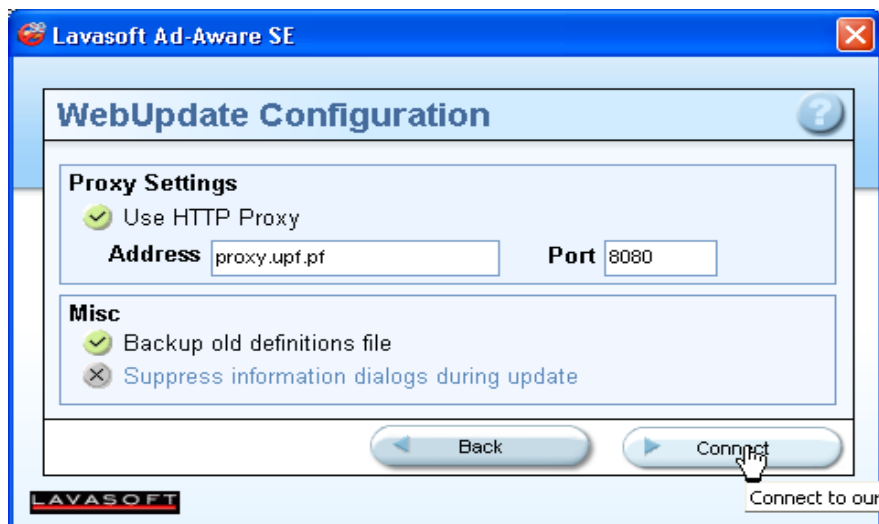 Lavasoft Ad-Aware SE
WebUpdate Configuration
?
Proxy Settings
Use HTTP Proxy
Address proxy.upf.pf Port 8080
Misc
Backup old definitions file
Suppress information dialogs during update
Back Connect
LAVASOFT Connect to our